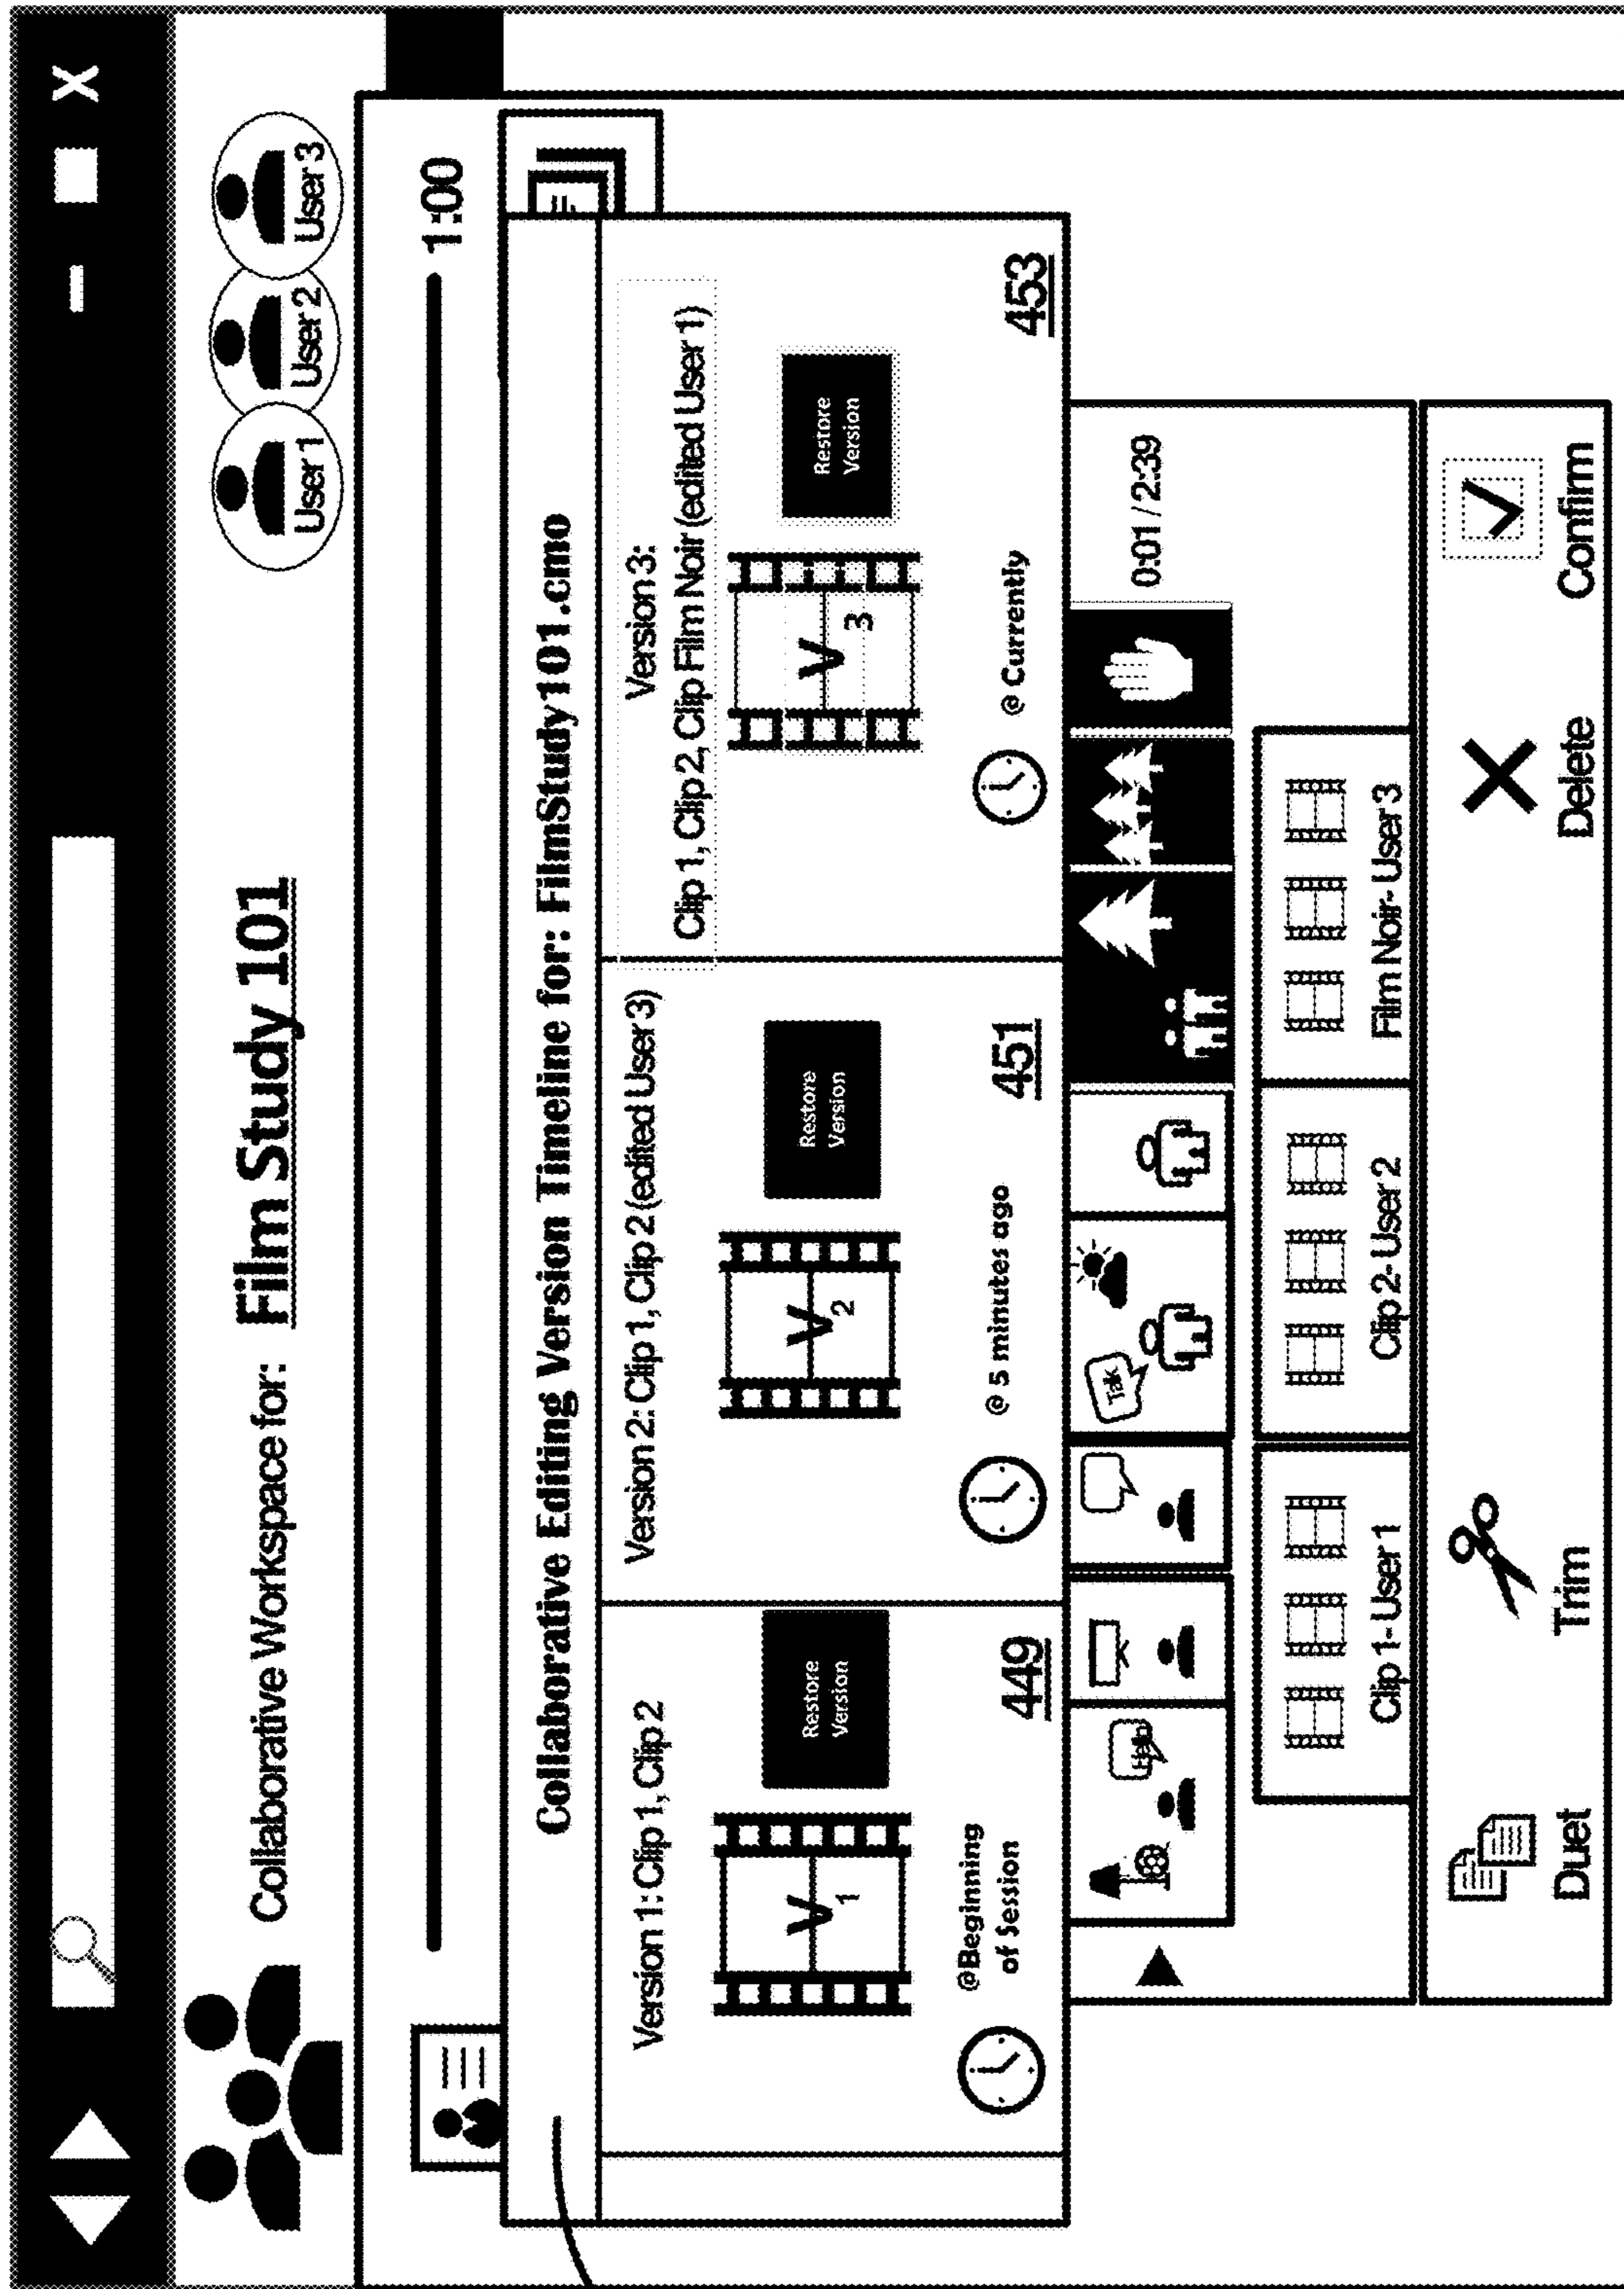 X
Collaborative Workspace for: Film Study 101
User 1
User 2
User 3
1:00
Collaborative Editing Version Timeline for: FilmStudy101.cmo
Version 1: Clip 1, Clip 2
V
1
Restore
Version
@Beginning
of Session
449
Version 2: Clip 1, Clip 2 (edited User 3)
V
2
Restore
Version
@ 5 minutes ago
451
Version 3:
Clip 1, Clip 2, Clip Film Noir (edited User 1)
V
3
Restore
Version
@ Currently
453
Hello
Talk
0:01 / 2:39
Clip 1- User 1
Clip 2- User 2
Film Noir- User 3
Duet
Trim
Delete
Confirm